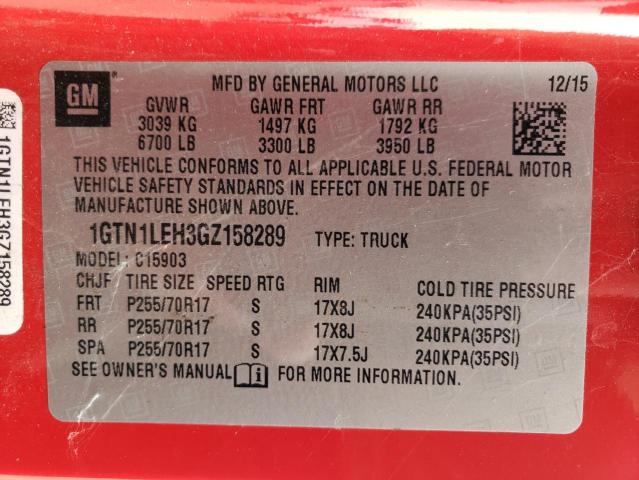 GM
MFD BY GENERAL MOTORS LLC 12/15
GVWR GAWR FRT GAWR RR
3039 KG 1497 KG 1792 KG
6700 LB 3300 LB 3950 LB
THIS VEHICLE CONFORMS TO ALL APPLICABLE U.S. FEDERAL MOTOR
VEHICLE SAFETY STANDARDS IN EFFECT ON THE DATE OF
MANUFACTURE SHOWN ABOVE.
1GTN1LEH3GZ158289 TYPE: TRUCK
MODEL: C15903
CHJF TIRE SIZE SPEED RTG RIM COLD TIRE PRESSURE
FRT P255/70R17 S 17X8J 240KPA(35PSI)
RR P255/70R17 S 17X8J 240KPA(35PSI)
SPA P255/70R17 S 17X7.5J 240KPA(35PSI)
SEE OWNER'S MANUAL FOR MORE INFORMATION.
1GTN1LEH3GZ158289